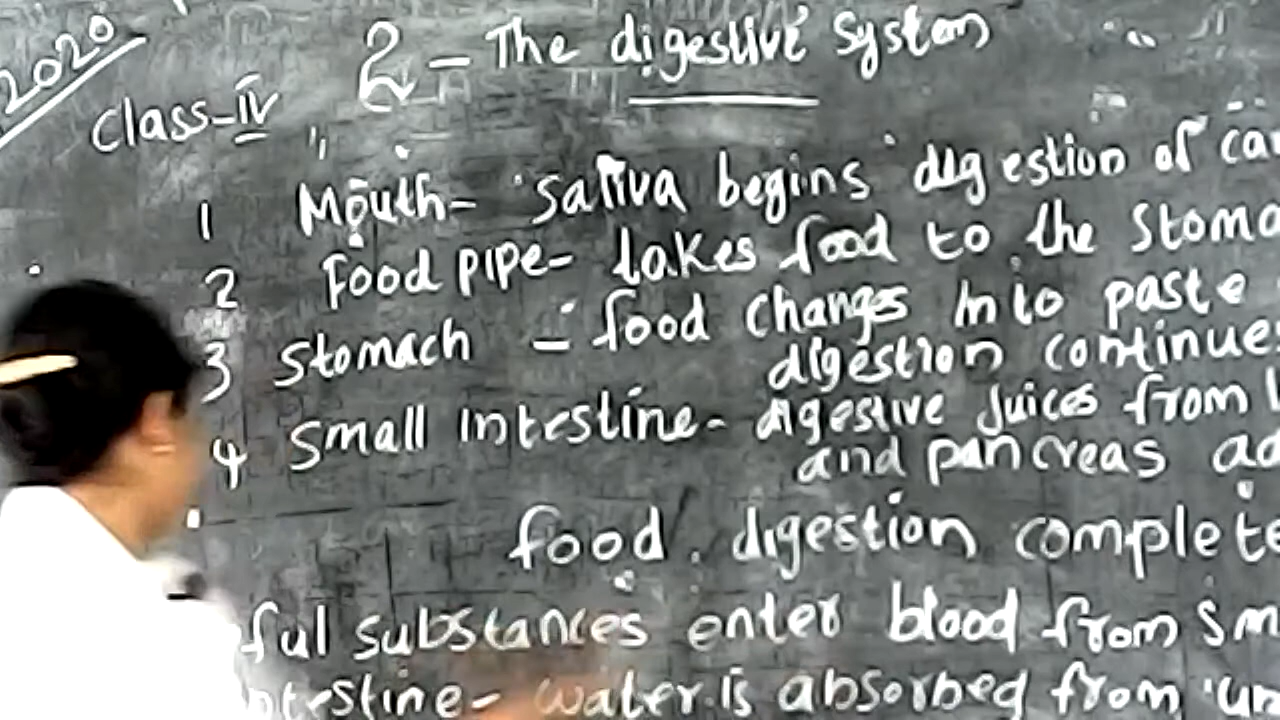 2020
2 - The digestive system
Class-IV
1 Mouth- Saliva begins digestion of
2 Food pipe- takes food to the
3 Stomach - food changes into paste
digestion continues
4 Small intestine- digestive juices from
and pancreas
food. digestion complete
substances enter blood from
water is absorbed from